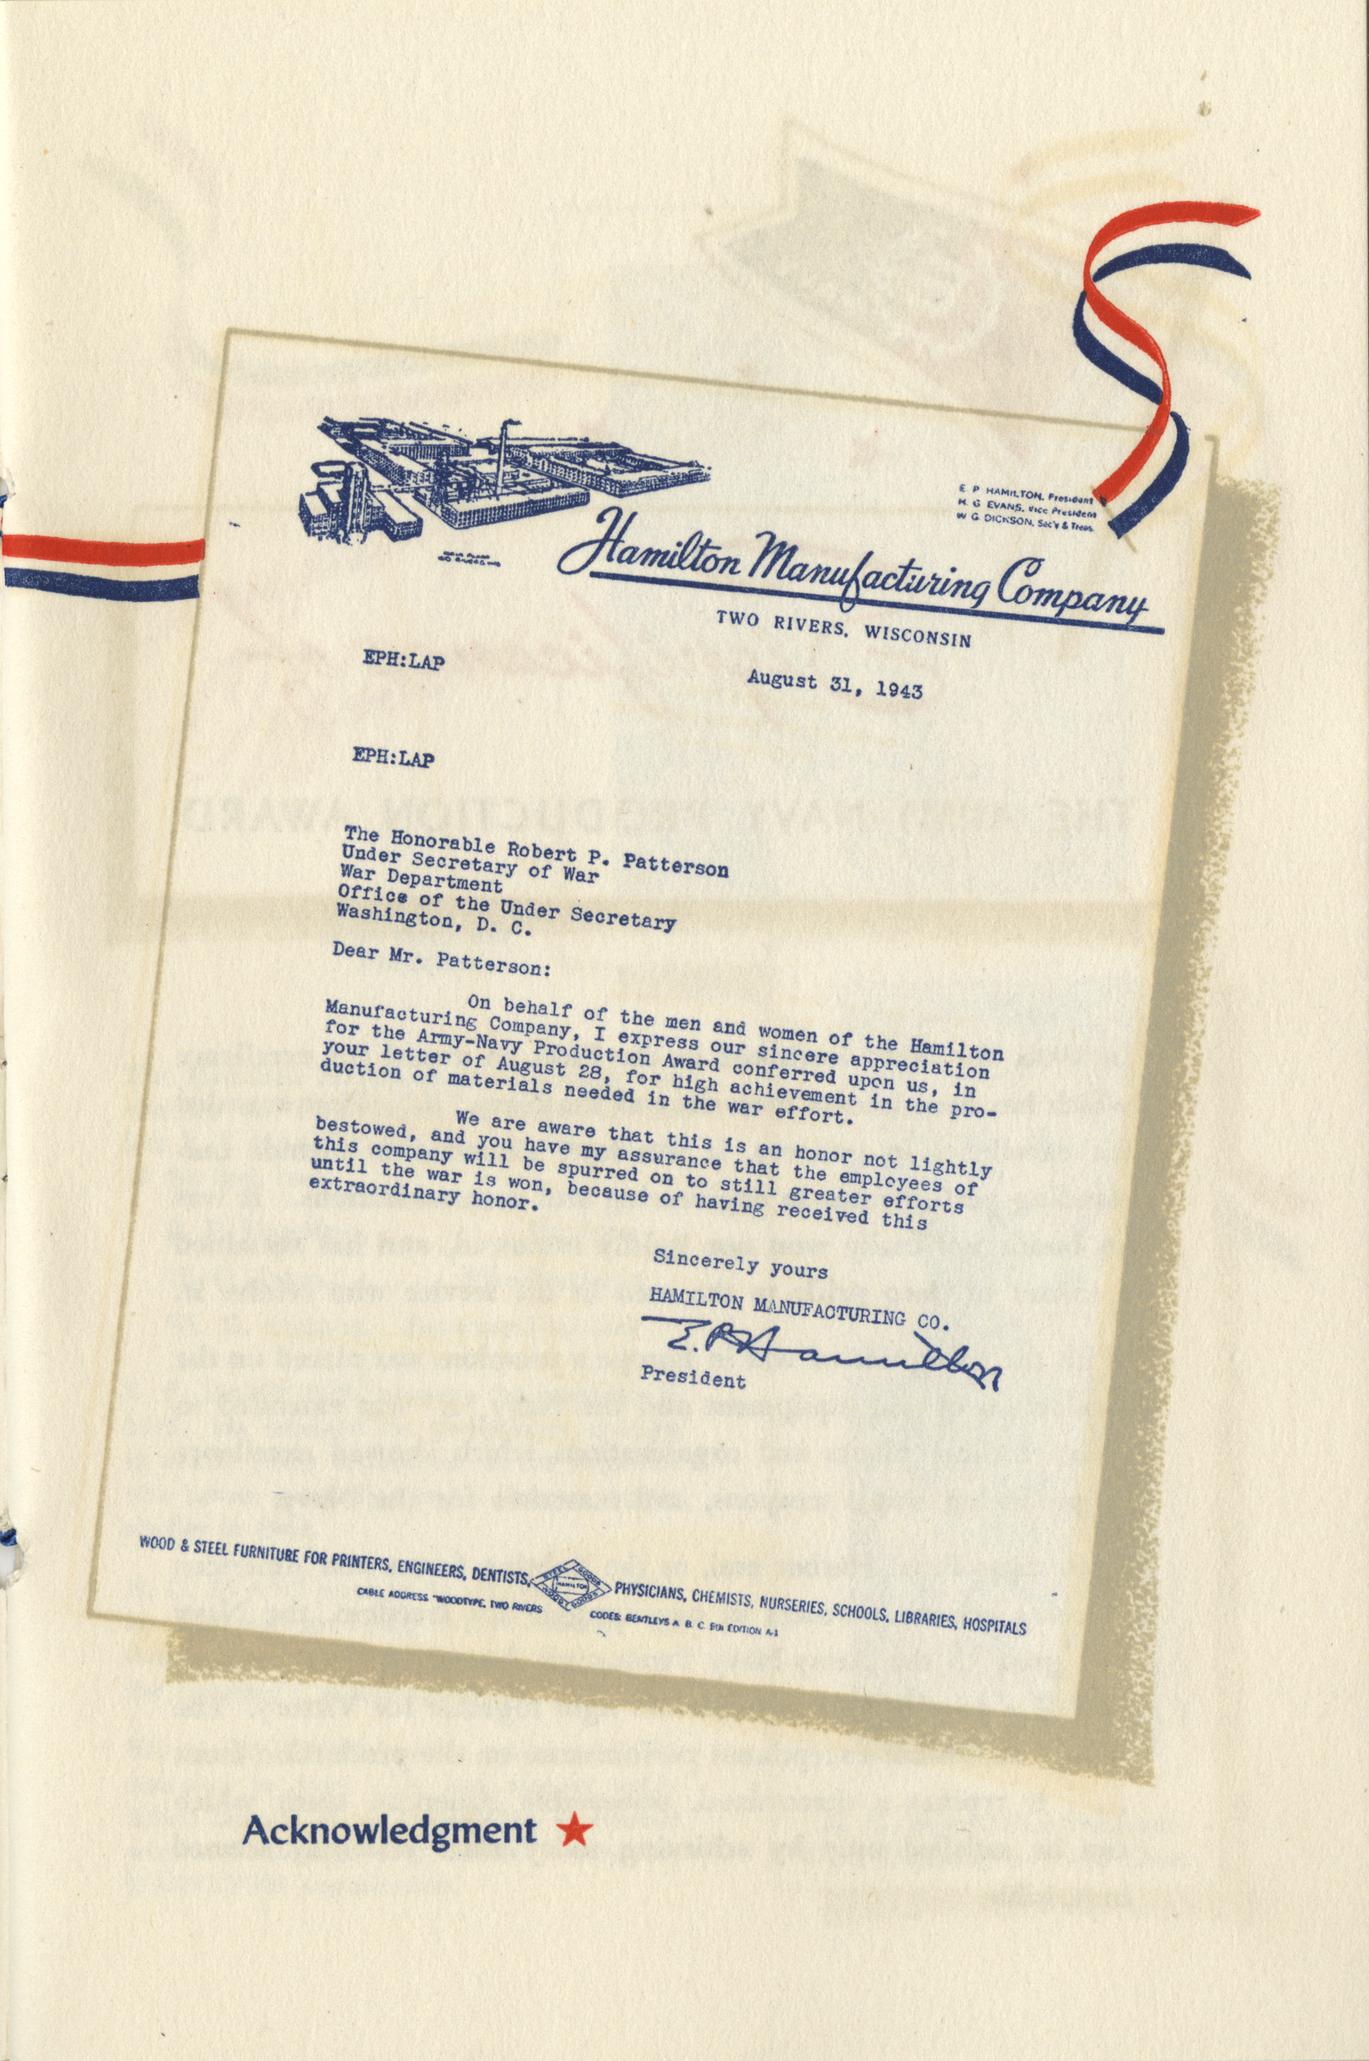 E. P. HAMILTON, President
H. G. EVANS, Vice President
W. G. DICKSON, Sec'y & Treas.
Hamilton Manufacturing Company
TWO RIVERS, WISCONSIN
EPH:LAP
August 31, 1943
EPH:LAP
The Honorable Robert P. Patterson
Under Secretary of War
War Department
Office of the Under Secretary
Washington, D. C.
Dear Mr. Patterson:
On behalf of the men and women of the Hamilton
Manufacturing Company, I express our sincere appreciation
for the Army-Navy Production Award conferred upon us, in
your letter of August 28, for high achievement in the pro-
duction of materials needed in the war effort.
We are aware that this is an honor not lightly
bestowed, and you have my assurance that the employees of
this company will be spurred on to still greater efforts
until the war is won, because of having received this
extraordinary honor.
Sincerely yours
HAMILTON MANUFACTURING CO.
E. P. Hamilton
President
WOOD & STEEL FURNITURE FOR PRINTERS, ENGINEERS, DENTISTS, HAMILTON PHYSICIANS, CHEMISTS, NURSERIES, SCHOOLS, LIBRARIES, HOSPITALS
CABLE ADDRESS "WOODTYPE, TWO RIVERS CODES: BENTLEYS A. B. C. 5TH EDITION A-1
Acknowledgment